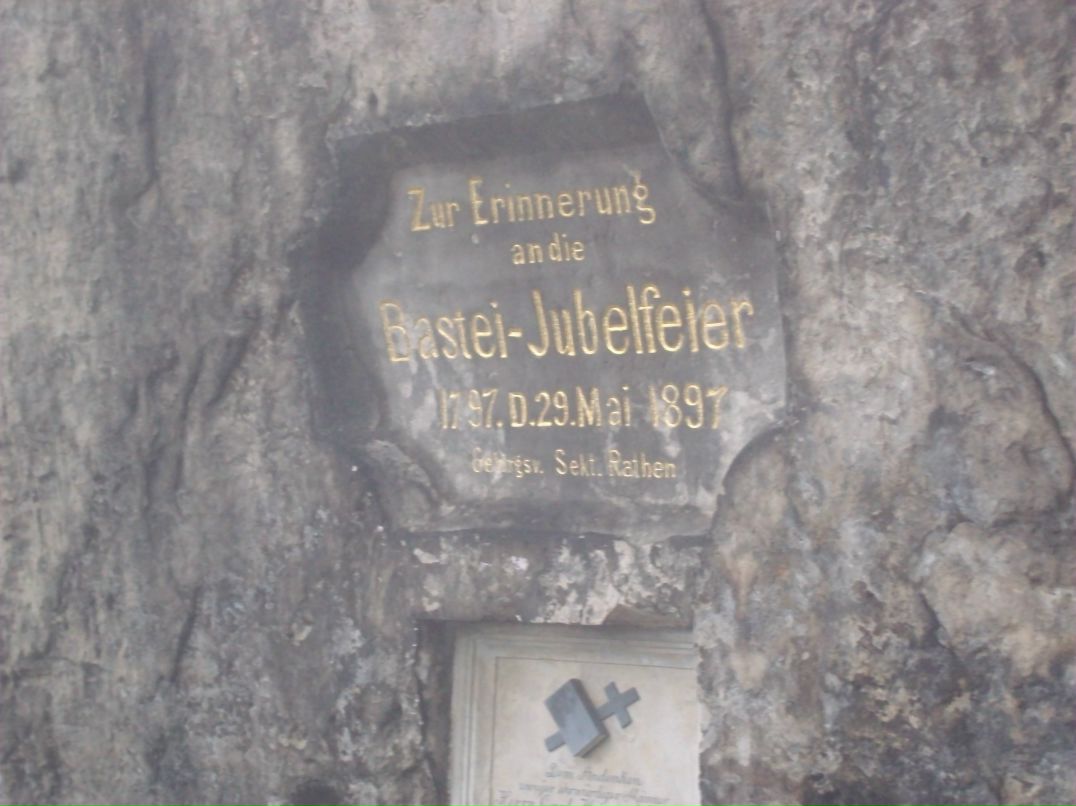 Zur Erinnerung
an die
Bastei-Jubelfeier
1797. D. 29. Mai 1897
Gebirgsv. Sekt. Rathen
Zum Andenken